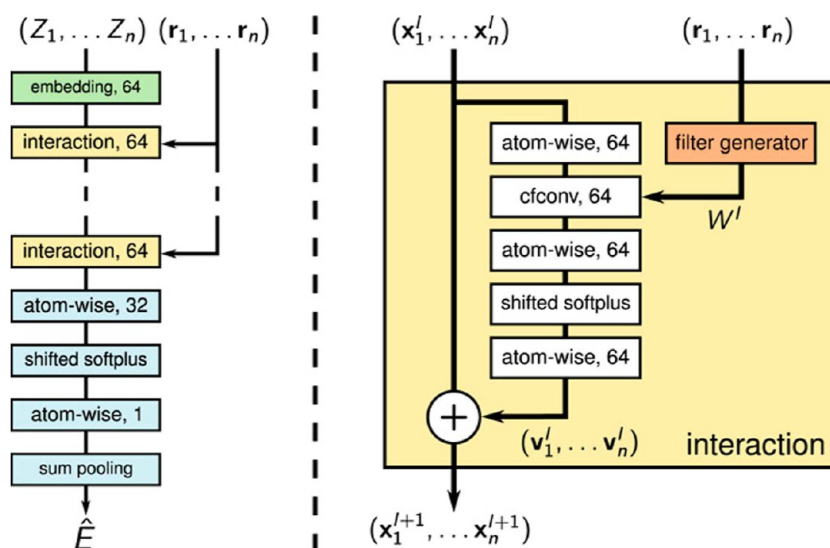 (Z₁, . . . Zₙ) (𝐫₁, . . . 𝐫ₙ)
embedding, 64
interaction, 64
interaction, 64
atom-wise, 32
shifted softplus
atom-wise, 1
sum pooling
Ê
(𝐱₁ˡ, . . . 𝐱ₙˡ) (𝐫₁, . . . 𝐫ₙ)
atom-wise, 64
filter generator
cfconv, 64
Wˡ
atom-wise, 64
shifted softplus
atom-wise, 64
+
(𝐯₁ˡ, . . . 𝐯ₙˡ)
interaction
(𝐱₁ˡ⁺¹, . . . 𝐱ₙˡ⁺¹)